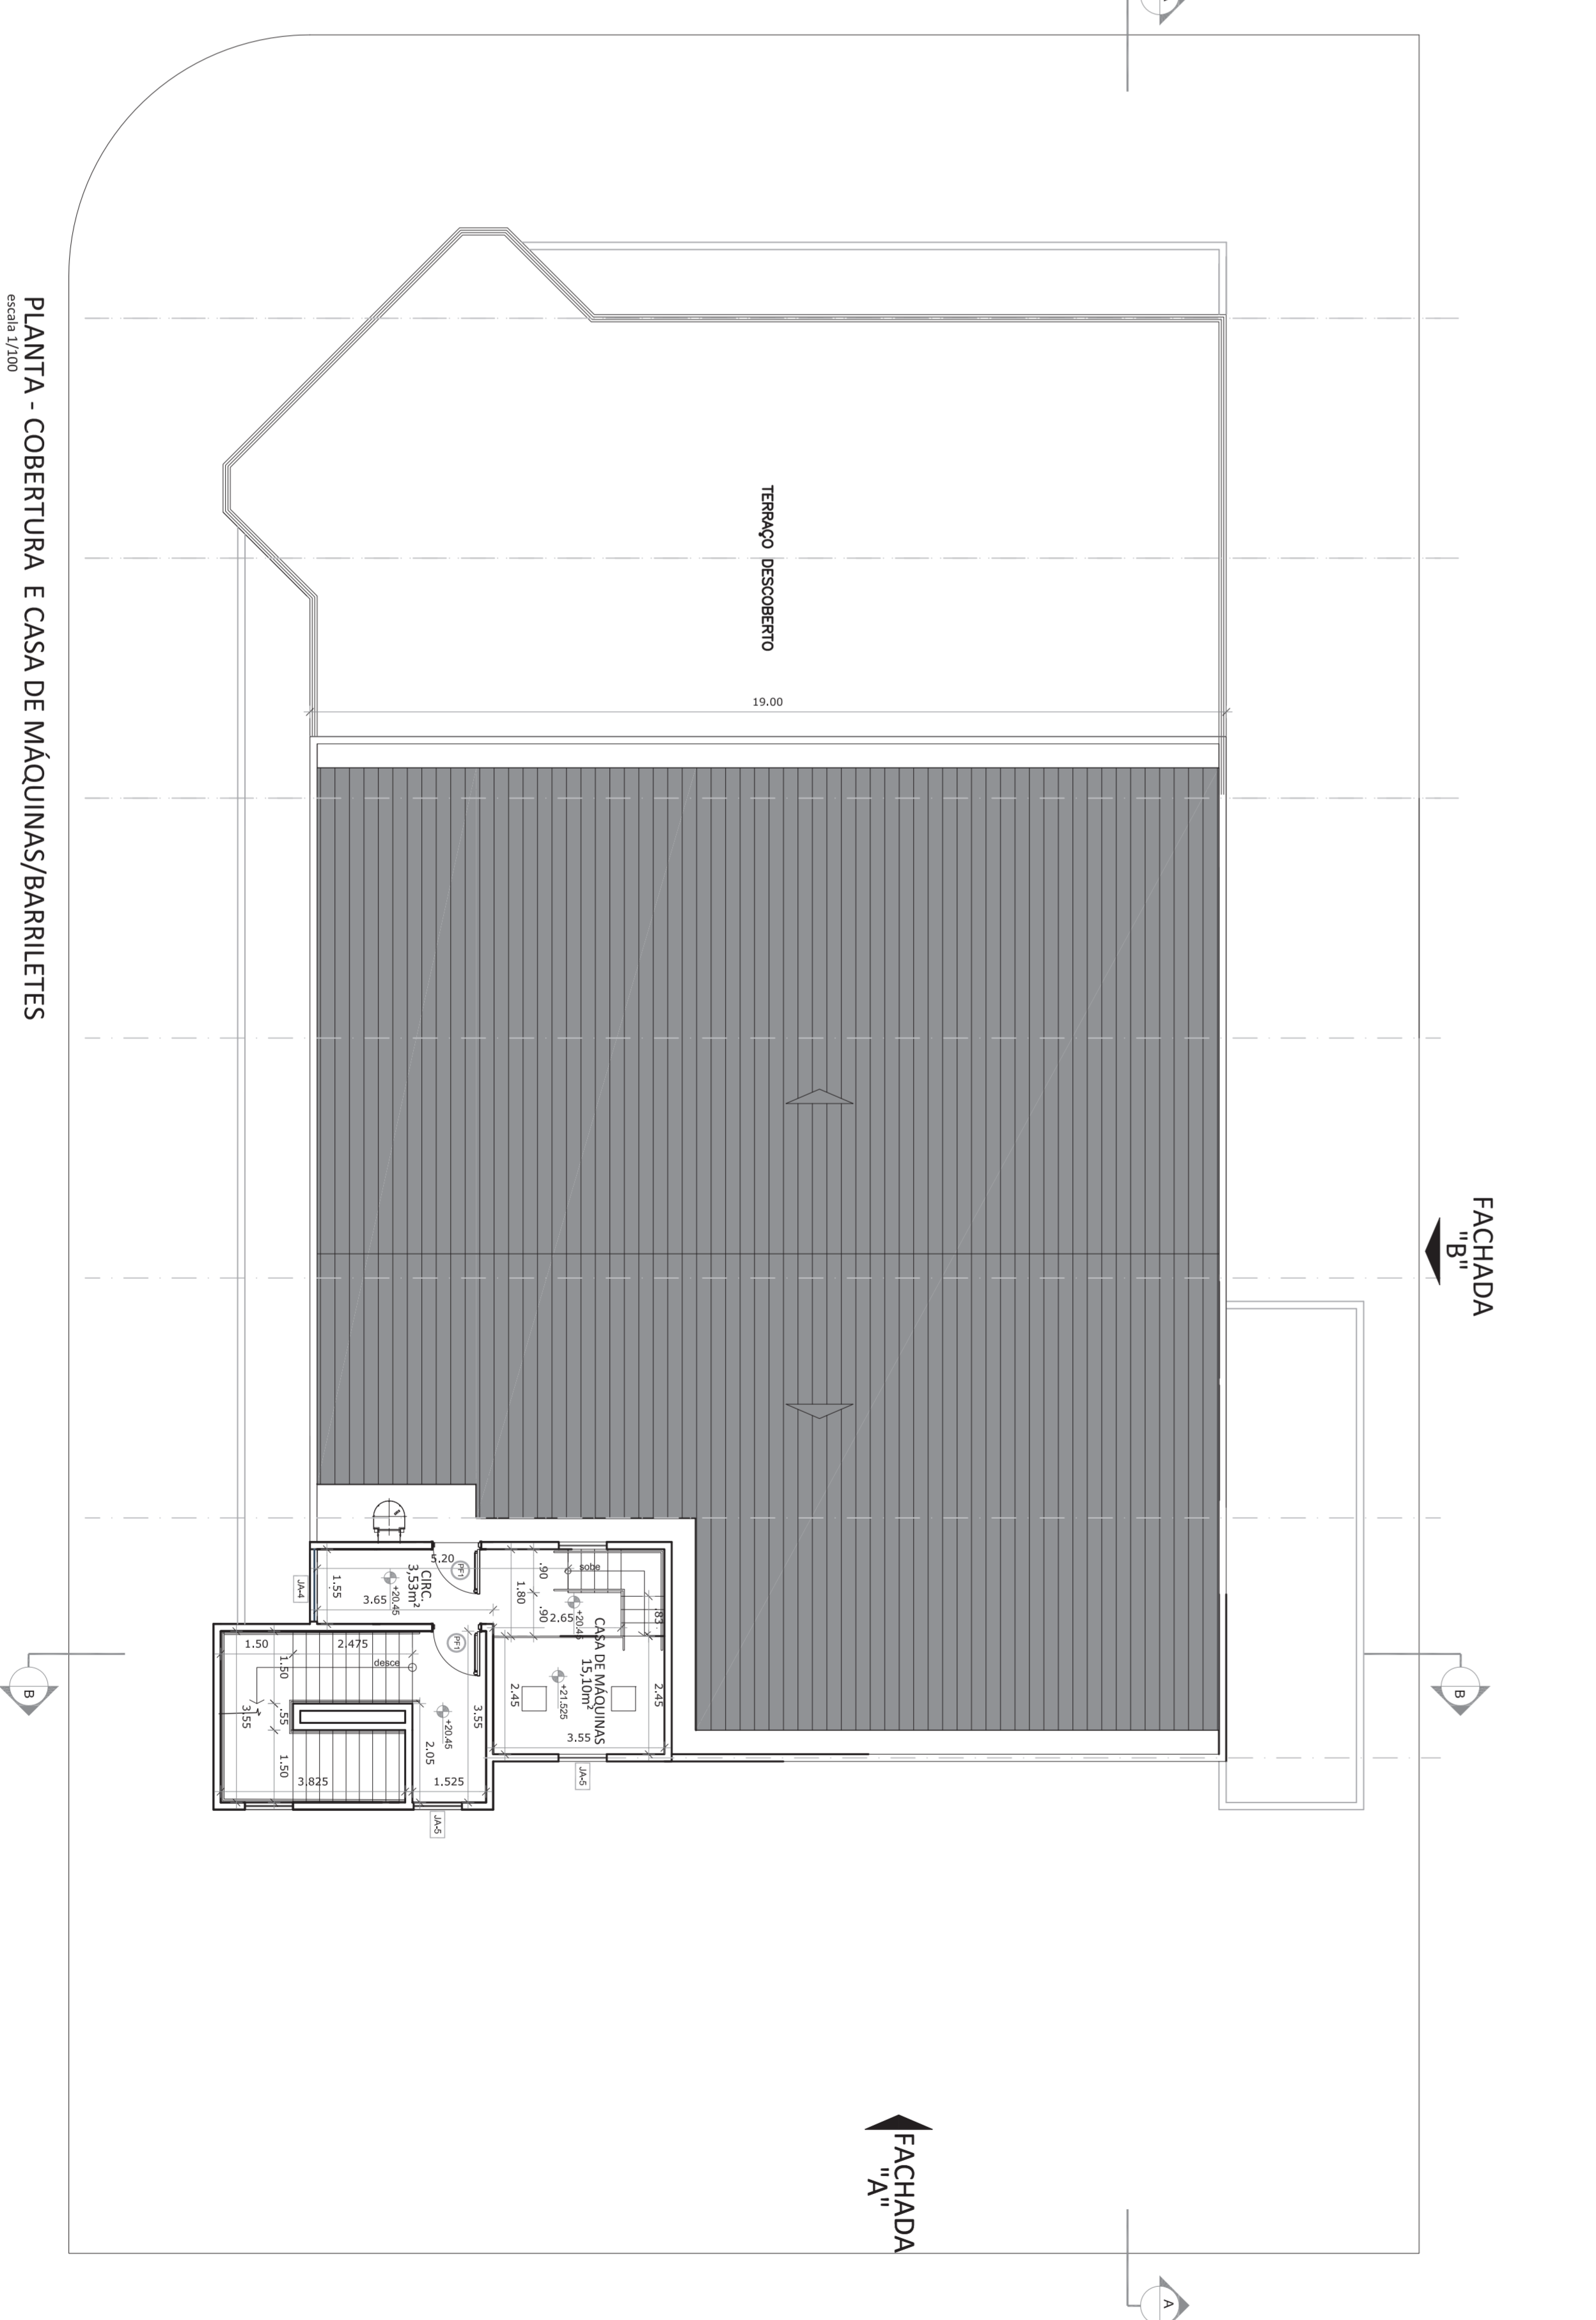 PLANTA - COBERTURA E CASA DE MÁQUINAS/BARRILETES
escala 1/100
TERRAÇO DESCOBERTO
19.00
FACHADA
"B"
FACHADA
"A"
B
B
A
CIRC.
3,53m²
+20.45
5.20
3.65
1.55
JA-4
PF1
PF1
sobe
.90
.90
1.80
2.65
+20.45
.83
CASA DE MÁQUINAS
15,10m²
+21.525
2.45
2.45
3.55
JA-5
1.50
2.475
desce
1.50
.55
1.50
3.55
3.55
+20.45
2.05
3.825
1.525
JA-5